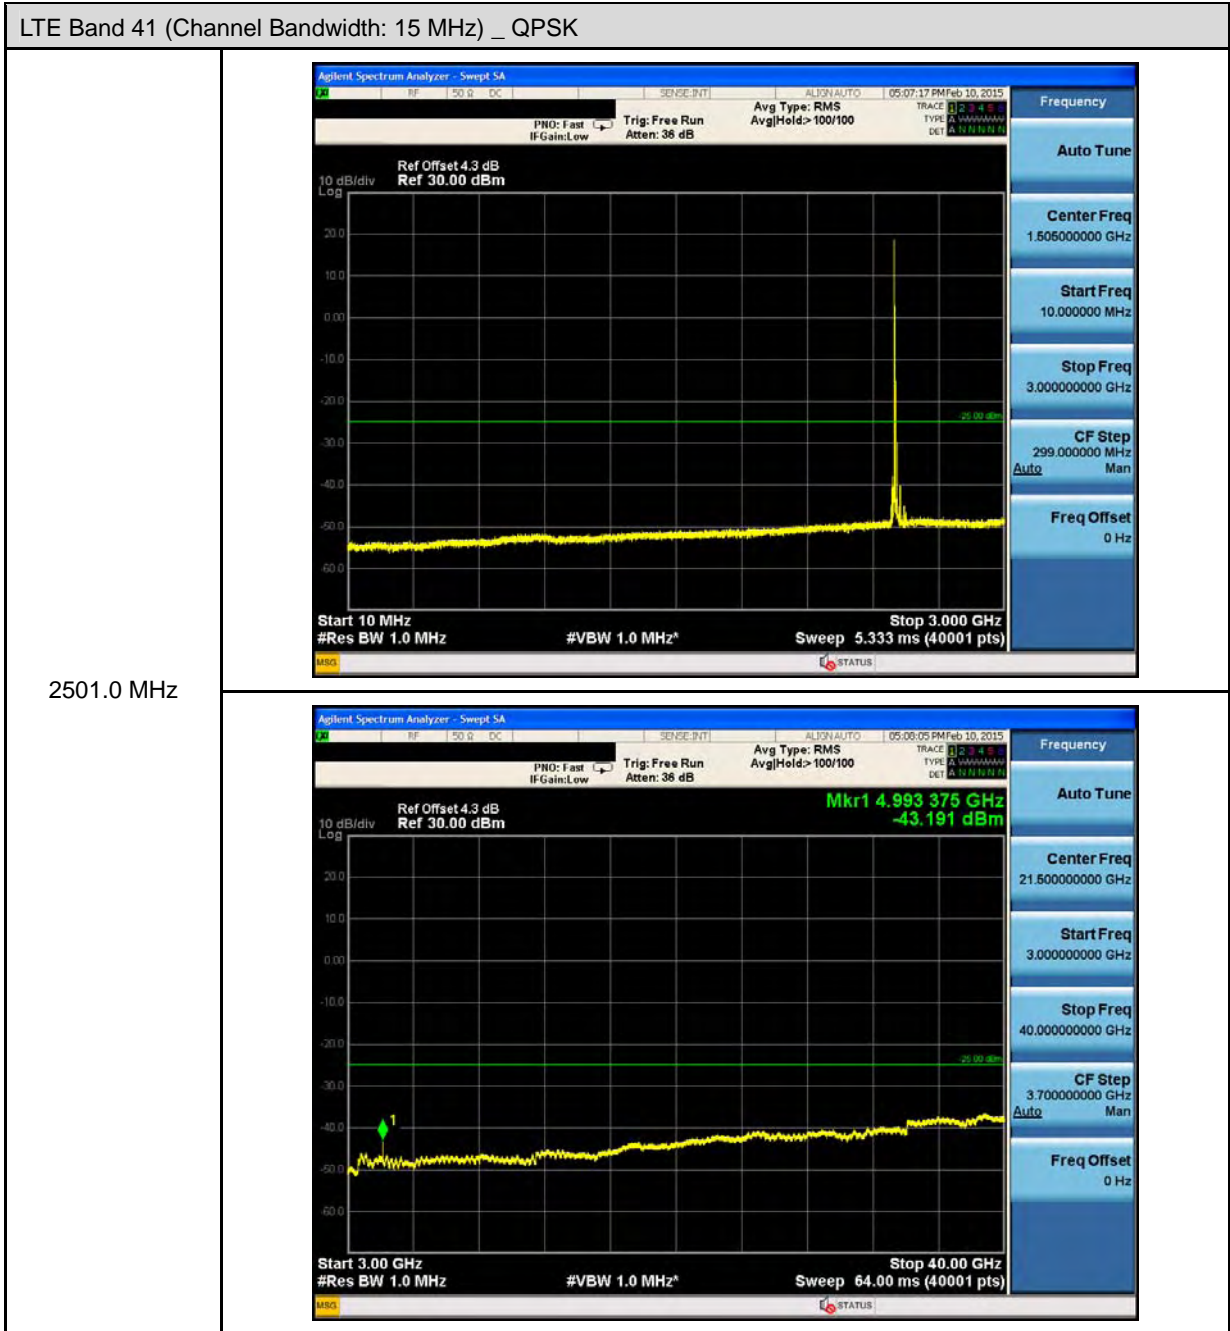 LTE Band 41 (Channel Bandwidth: 15 MHz) _ QPSK
2501.0 MHz
Agilent Spectrum Analyzer - Swept SA
RF 50 Ω DC SENSE:INT ALIGN AUTO 05:07:17 PM Feb 10, 2015
PNO: Fast
IFGain:Low
Trig: Free Run
Atten: 36 dB
Avg Type: RMS
Avg|Hold:> 100/100
TRACE 1 2 3 4 5 6
TYPE A
DET A N N N N N
Ref Offset 4.3 dB
10 dB/div Ref 30.00 dBm
Log
20.0
10.0
0.00
-10.0
-20.0
-25.00 dBm
-30.0
-40.0
-50.0
-60.0
Start 10 MHz Stop 3.000 GHz
#Res BW 1.0 MHz #VBW 1.0 MHz* Sweep 5.333 ms (40001 pts)
MSG STATUS
Frequency
Auto Tune
Center Freq
1.505000000 GHz
Start Freq
10.000000 MHz
Stop Freq
3.000000000 GHz
CF Step
299.000000 MHz
Auto Man
Freq Offset
0 Hz
Agilent Spectrum Analyzer - Swept SA
RF 50 Ω DC SENSE:INT ALIGN AUTO 05:08:05 PM Feb 10, 2015
PNO: Fast
IFGain:Low
Trig: Free Run
Atten: 36 dB
Avg Type: RMS
Avg|Hold:> 100/100
TRACE 1 2 3 4 5 6
TYPE A
DET A N N N N N
Mkr1 4.993 375 GHz
-43.191 dBm
Ref Offset 4.3 dB
10 dB/div Ref 30.00 dBm
Log
20.0
10.0
0.00
-10.0
-20.0
-25.00 dBm
-30.0
-40.0
1
-50.0
-60.0
Start 3.00 GHz Stop 40.00 GHz
#Res BW 1.0 MHz #VBW 1.0 MHz* Sweep 64.00 ms (40001 pts)
MSG STATUS
Frequency
Auto Tune
Center Freq
21.500000000 GHz
Start Freq
3.000000000 GHz
Stop Freq
40.000000000 GHz
CF Step
3.700000000 GHz
Auto Man
Freq Offset
0 Hz